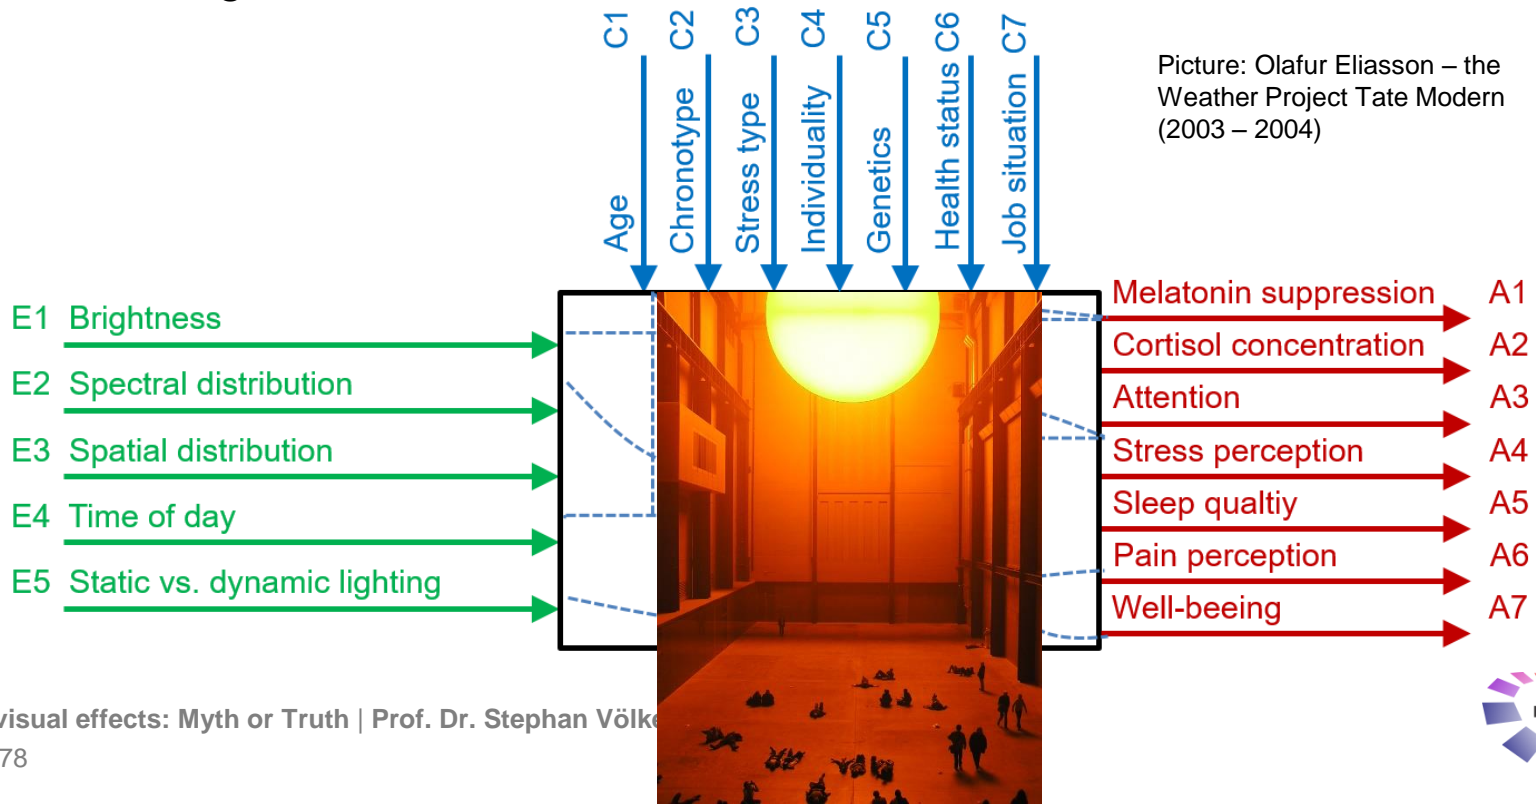 C1
C2
C3
C4
C5
C6
C7
Age
Chronotype
Stress type
Individuality
Genetics
Health status
Job situation
Picture: Olafur Eliasson – the
Weather Project Tate Modern
(2003 – 2004)
E1 Brightness
E2 Spectral distribution
E3 Spatial distribution
E4 Time of day
E5 Static vs. dynamic lighting
Melatonin suppression A1
Cortisol concentration A2
Attention A3
Stress perception A4
Sleep qualtiy A5
Pain perception A6
Well-beeing A7
visual effects: Myth or Truth | Prof. Dr. Stephan Völke
78